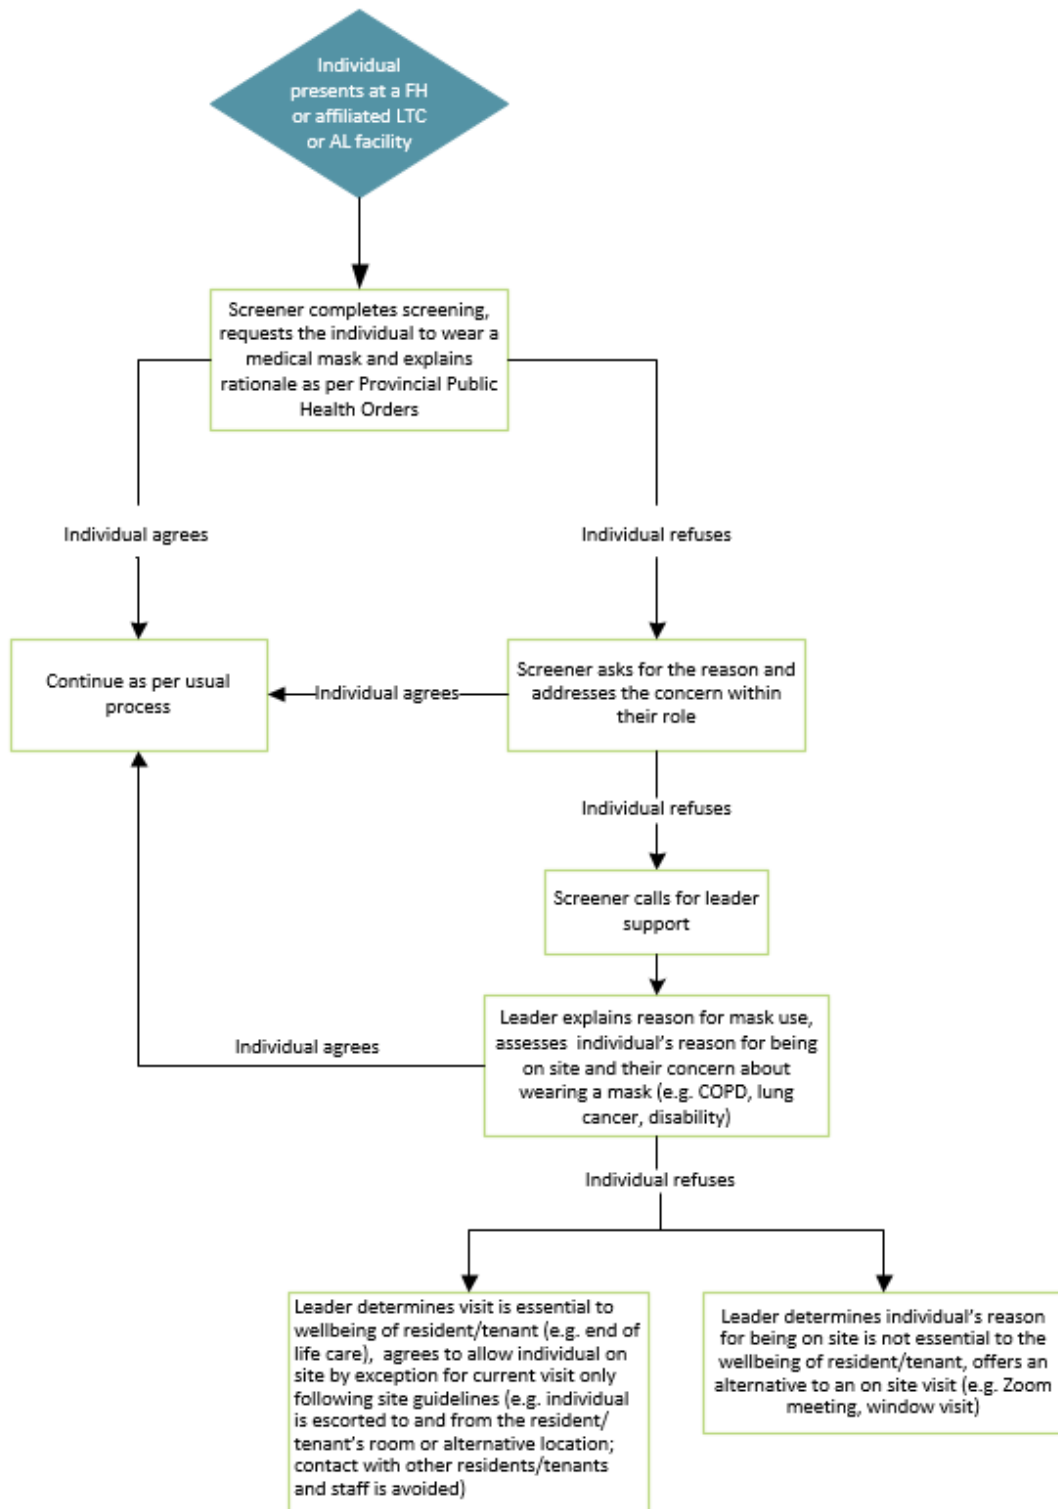 Individual
presents at a FH
or affiliated LTC
or AL facility
Screener completes screening,
requests the individual to wear a
medical mask and explains
rationale as per Provincial Public
Health Orders
Individual agrees
Individual refuses
Continue as per usual
process
Individual agrees
Screener asks for the reason and
addresses the concern within
their role
Individual refuses
Screener calls for leader
support
Individual agrees
Leader explains reason for mask use,
assesses individual's reason for being
on site and their concern about
wearing a mask (e.g. COPD, lung
cancer, disability)
Individual refuses
Leader determines visit is essential to
wellbeing of resident/tenant (e.g. end of
life care), agrees to allow individual on
site by exception for current visit only
following site guidelines (e.g. individual
is escorted to and from the resident/
tenant's room or alternative location;
contact with other residents/tenants
and staff is avoided)
Leader determines individual's reason
for being on site is not essential to the
wellbeing of resident/tenant, offers an
alternative to an on site visit (e.g. Zoom
meeting, window visit)